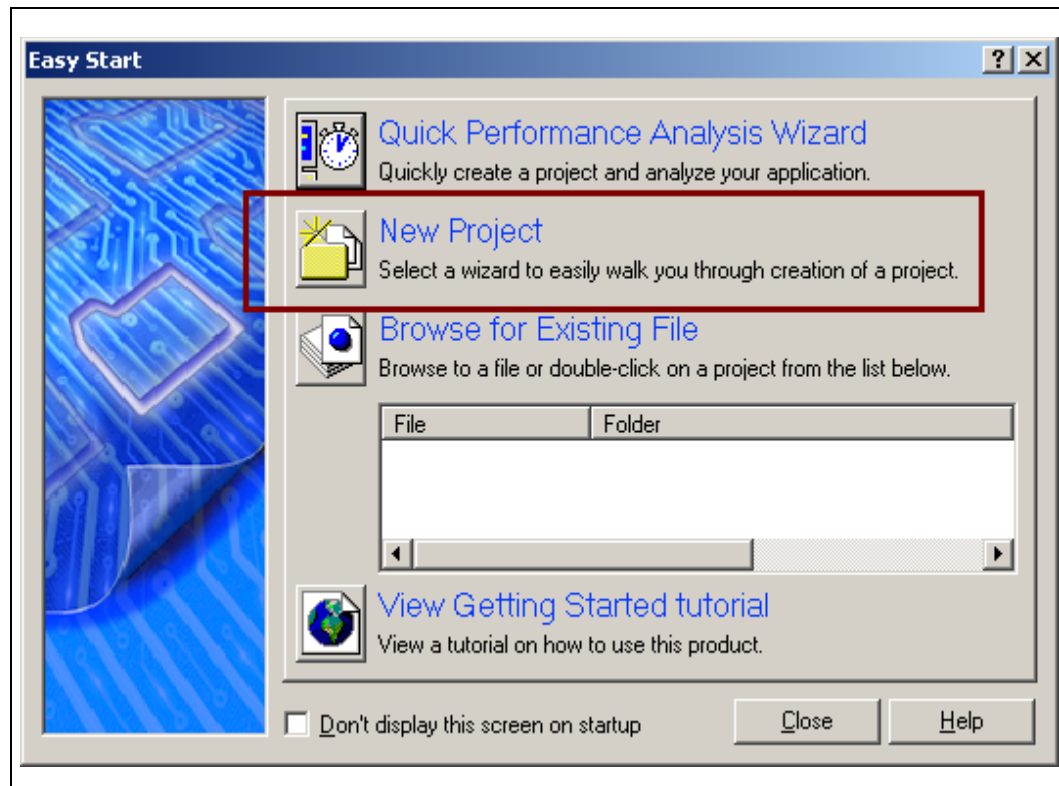 Easy Start
Quick Performance Analysis Wizard
Quickly create a project and analyze your application.
New Project
Select a wizard to easily walk you through creation of a project.
Browse for Existing File
Browse to a file or double-click on a project from the list below.
File Folder
View Getting Started tutorial
View a tutorial on how to use this product.
Don't display this screen on startup Close Help